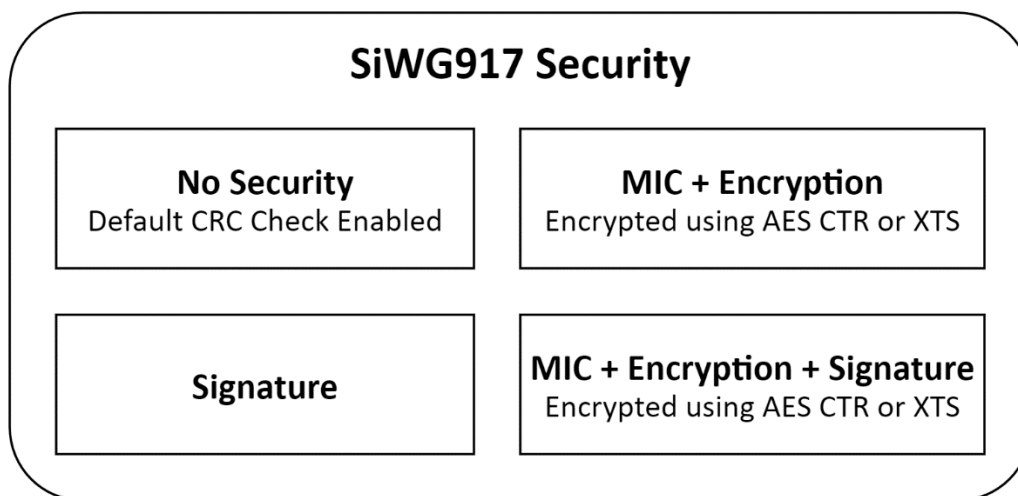 SiWG917 Security
No Security
Default CRC Check Enabled
MIC + Encryption
Encrypted using AES CTR or XTS
Signature
MIC + Encryption + Signature
Encrypted using AES CTR or XTS